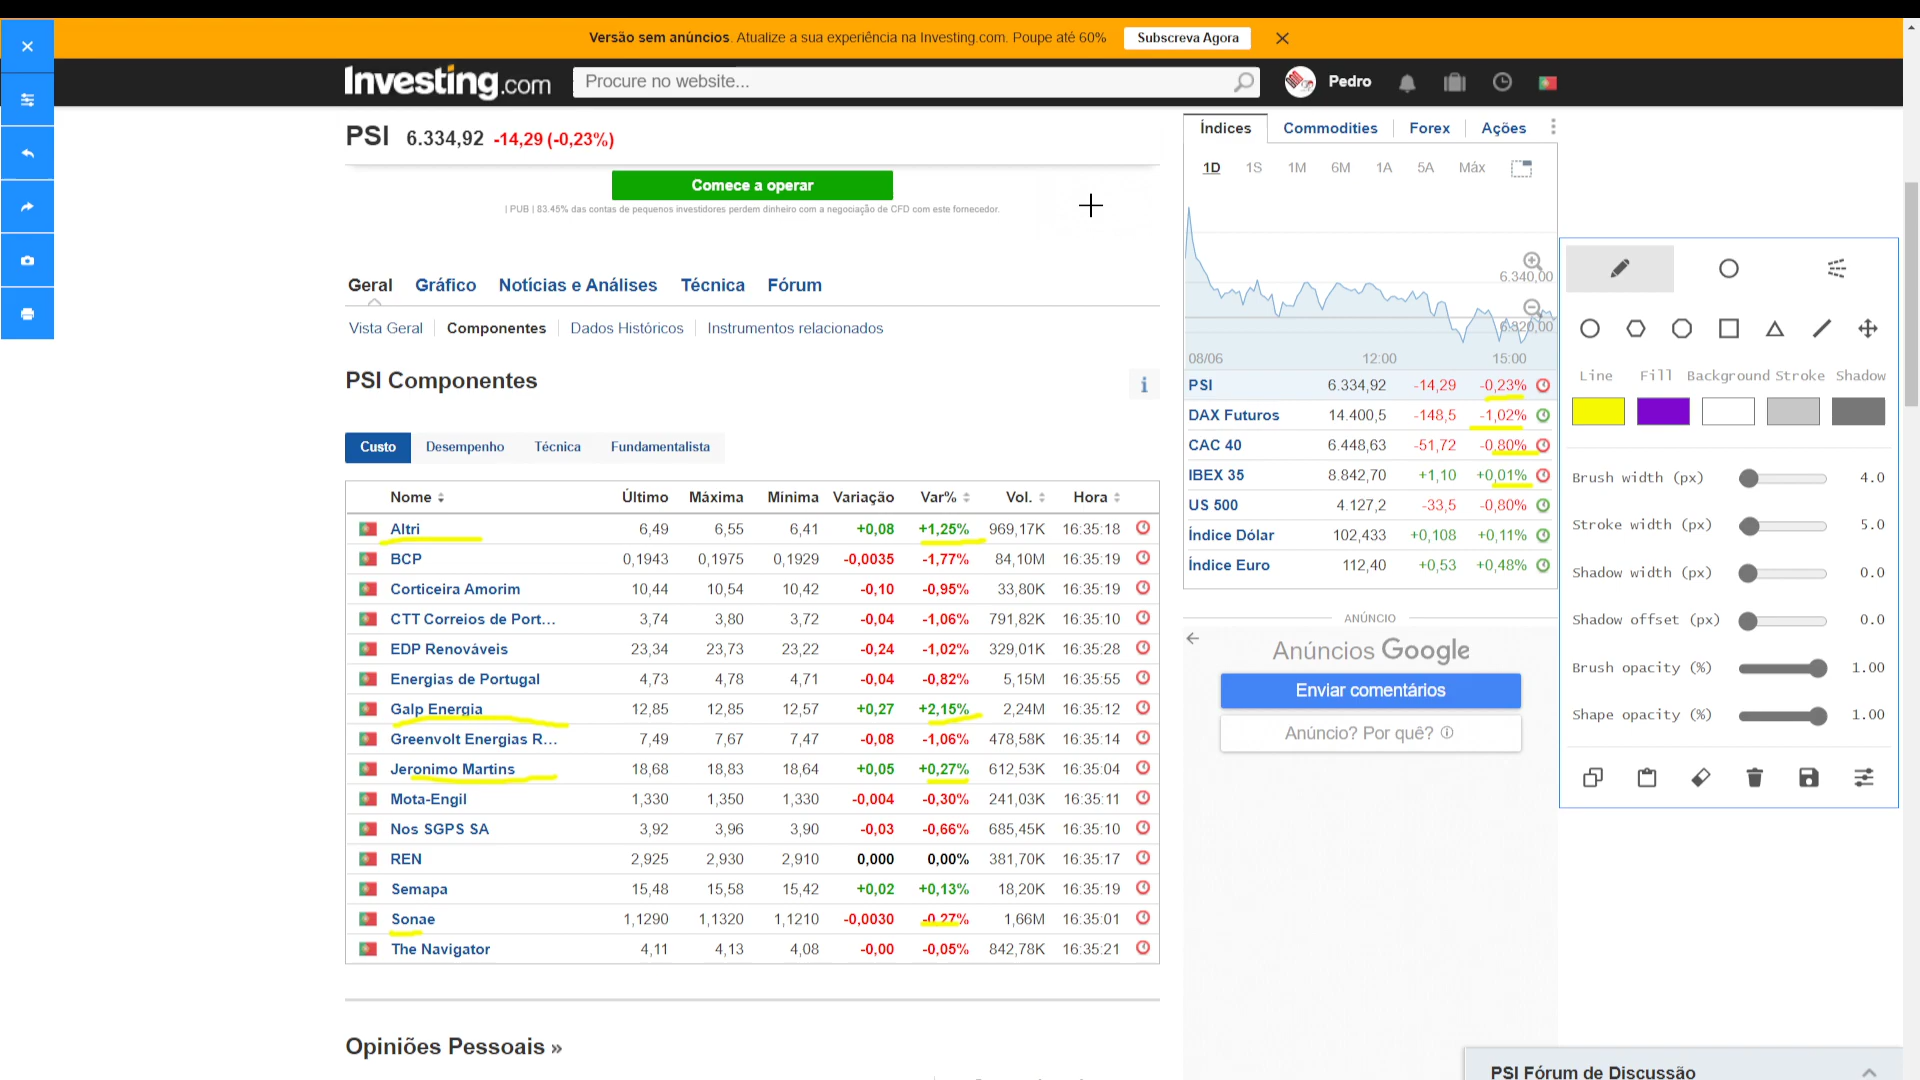 Versão sem anúncios. Atualize a sua experiência na Investing.com. Poupe até 60% Subscreva Agora
Investing.com Procure no website... Pedro
PSI 6.334,92 -14,29 (-0,23%)
Comece a operar
| PUB | 83.45% das contas de pequenos investidores perdem dinheiro com a negociação de CFD com este fornecedor.
Geral Gráfico Notícias e Análises Técnica Fórum
Vista Geral Componentes Dados Históricos Instrumentos relacionados
PSI Componentes
Custo Desempenho Técnica Fundamentalista
Nome Último Máxima Mínima Variação Var% Vol. Hora
Altri 6,49 6,55 6,41 +0,08 +1,25% 969,17K 16:35:18
BCP 0,1943 0,1975 0,1929 -0,0035 -1,77% 84,10M 16:35:19
Corticeira Amorim 10,44 10,54 10,42 -0,10 -0,95% 33,80K 16:35:19
CTT Correios de Port... 3,74 3,80 3,72 -0,04 -1,06% 791,82K 16:35:10
EDP Renováveis 23,34 23,73 23,22 -0,24 -1,02% 329,01K 16:35:28
Energias de Portugal 4,73 4,78 4,71 -0,04 -0,82% 5,15M 16:35:55
Galp Energia 12,85 12,85 12,57 +0,27 +2,15% 2,24M 16:35:12
Greenvolt Energias R... 7,49 7,67 7,47 -0,08 -1,06% 478,58K 16:35:14
Jeronimo Martins 18,68 18,83 18,64 +0,05 +0,27% 612,53K 16:35:04
Mota-Engil 1,330 1,350 1,330 -0,004 -0,30% 241,03K 16:35:11
Nos SGPS SA 3,92 3,96 3,90 -0,03 -0,66% 685,45K 16:35:10
REN 2,925 2,930 2,910 0,000 0,00% 381,70K 16:35:17
Semapa 15,48 15,58 15,42 +0,02 +0,13% 18,20K 16:35:19
Sonae 1,1290 1,1320 1,1210 -0,0030 -0,27% 1,66M 16:35:01
The Navigator 4,11 4,13 4,08 -0,00 -0,05% 842,78K 16:35:21
Opiniões Pessoais »
Índices Commodities Forex Ações
1D 1S 1M 6M 1A 5A Máx
6.340,00
6.320,00
08/06 12:00 15:00
PSI 6.334,92 -14,29 -0,23%
DAX Futuros 14.400,5 -148,5 -1,02%
CAC 40 6.448,63 -51,72 -0,80%
IBEX 35 8.842,70 +1,10 +0,01%
US 500 4.127,2 -33,5 -0,80%
Índice Dólar 102,433 +0,108 +0,11%
Índice Euro 112,40 +0,53 +0,48%
ANÚNCIO
Anúncios Google
Enviar comentários
Anúncio? Por quê?
Line Fill Background Stroke Shadow
Brush width (px) 4.0
Stroke width (px) 5.0
Shadow width (px) 0.0
Shadow offset (px) 0.0
Brush opacity (%) 1.00
Shape opacity (%) 1.00
PSI Fórum de Discussão